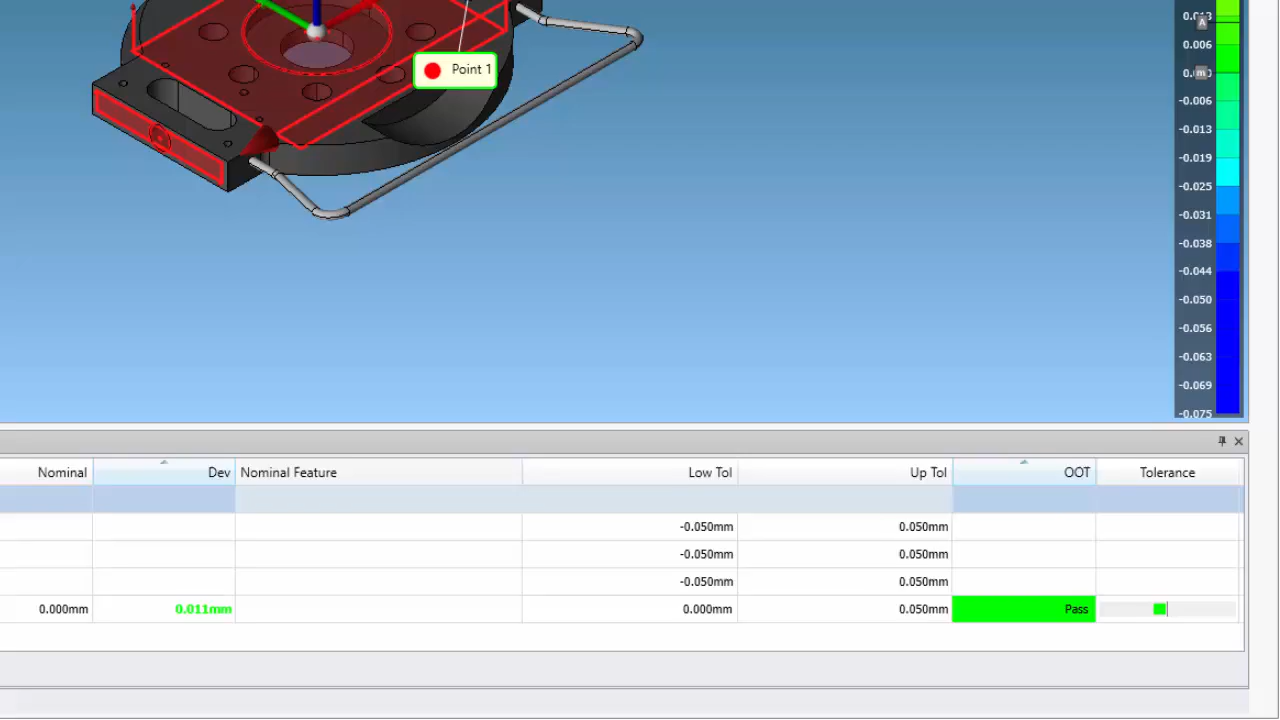 0.013
A
0.006
Point 1
m
-0.006
-0.013
-0.019
-0.025
-0.031
-0.038
-0.044
-0.050
-0.056
-0.063
-0.069
-0.075
Nominal Dev Nominal Feature Low Tol Up Tol OOT Tolerance
-0.050mm 0.050mm
-0.050mm 0.050mm
-0.050mm 0.050mm
0.000mm 0.011mm 0.000mm 0.050mm Pass